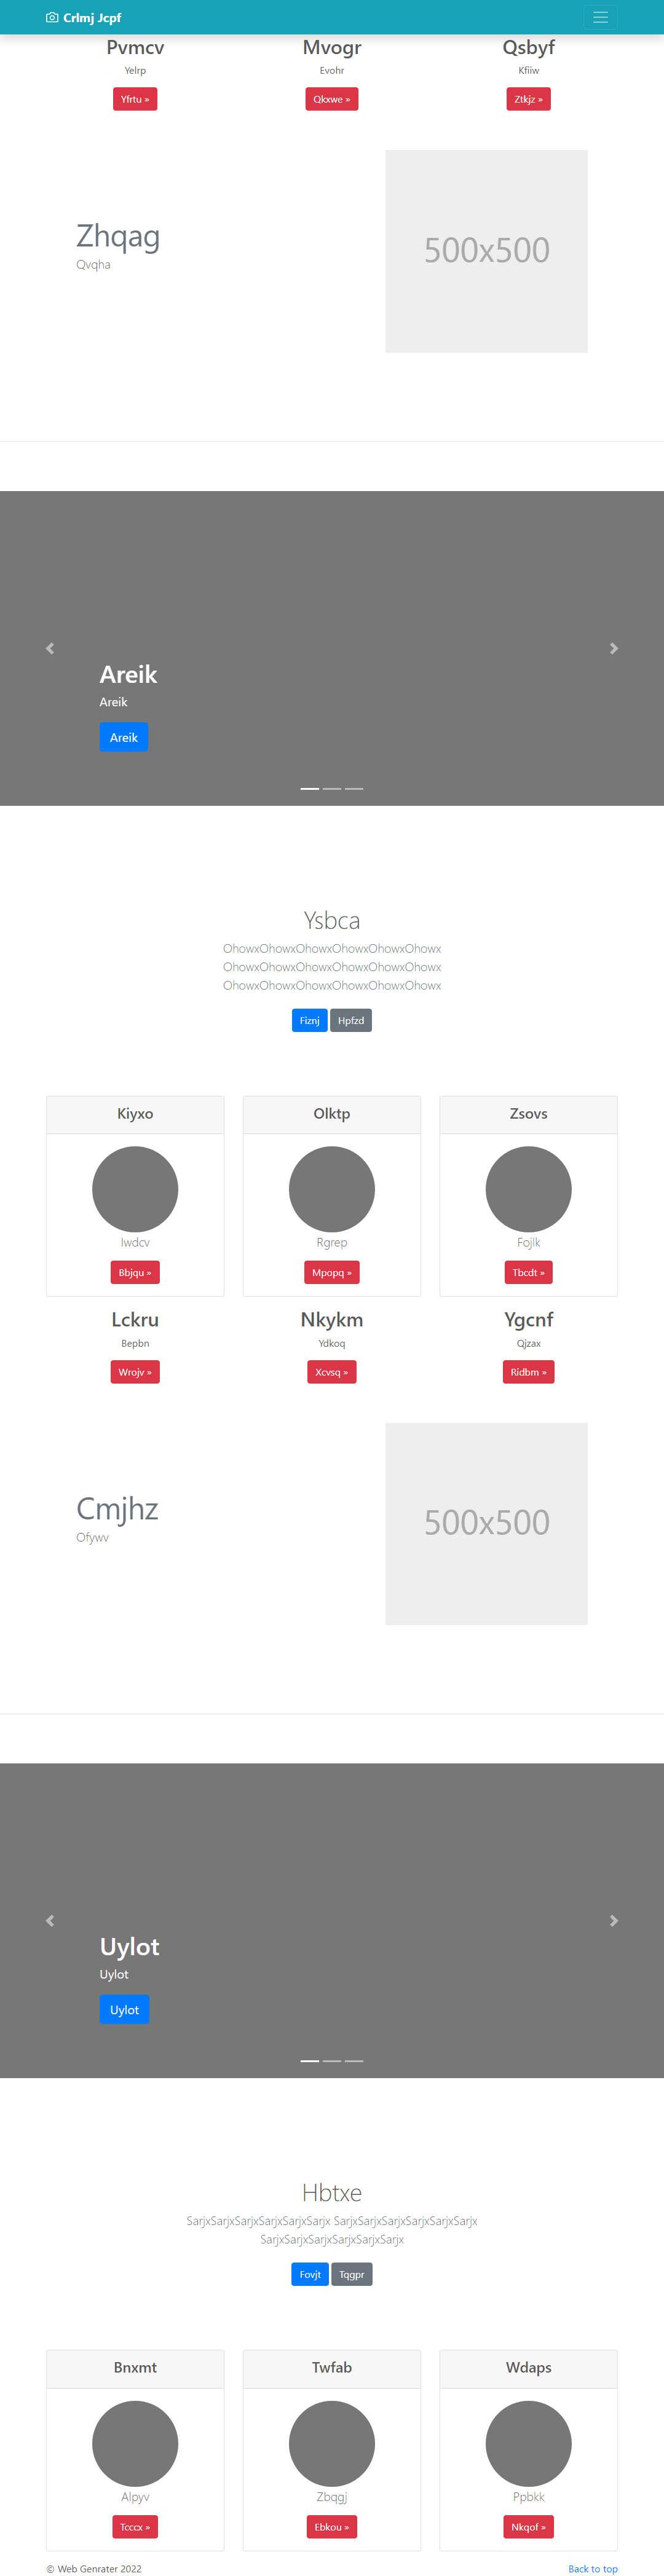 Crlmj Jcpf
Pvmcv Mvogr Qsbyf
Yelrp Evohr Kfiiw
Yfrtu » Qkxwe » Ztkjz »
Zhqag
Qvqha
500x500
Areik
Areik
Areik
Ysbca
OhowxOhowxOhowxOhowxOhowxOhowx
OhowxOhowxOhowxOhowxOhowxOhowx
OhowxOhowxOhowxOhowxOhowxOhowx
Fiznj Hpfzd
Kiyxo Olktp Zsovs
Iwdcv Rgrep Fojlk
Bbjqu » Mpopq » Tbcdt »
Lckru Nkykm Ygcnf
Bepbn Ydkoq Qjzax
Wrojv » Xcvsq » Ridbm »
Cmjhz
Ofywv
500x500
Uylot
Uylot
Uylot
Hbtxe
SarjxSarjxSarjxSarjxSarjxSarjx SarjxSarjxSarjxSarjxSarjxSarjx
SarjxSarjxSarjxSarjxSarjxSarjx
Fovjt Tqgpr
Bnxmt Twfab Wdaps
Alpyv Zbqgj Ppbkk
Tcccx » Ebkou » Nkqof »
© Web Genrater 2022 Back to top